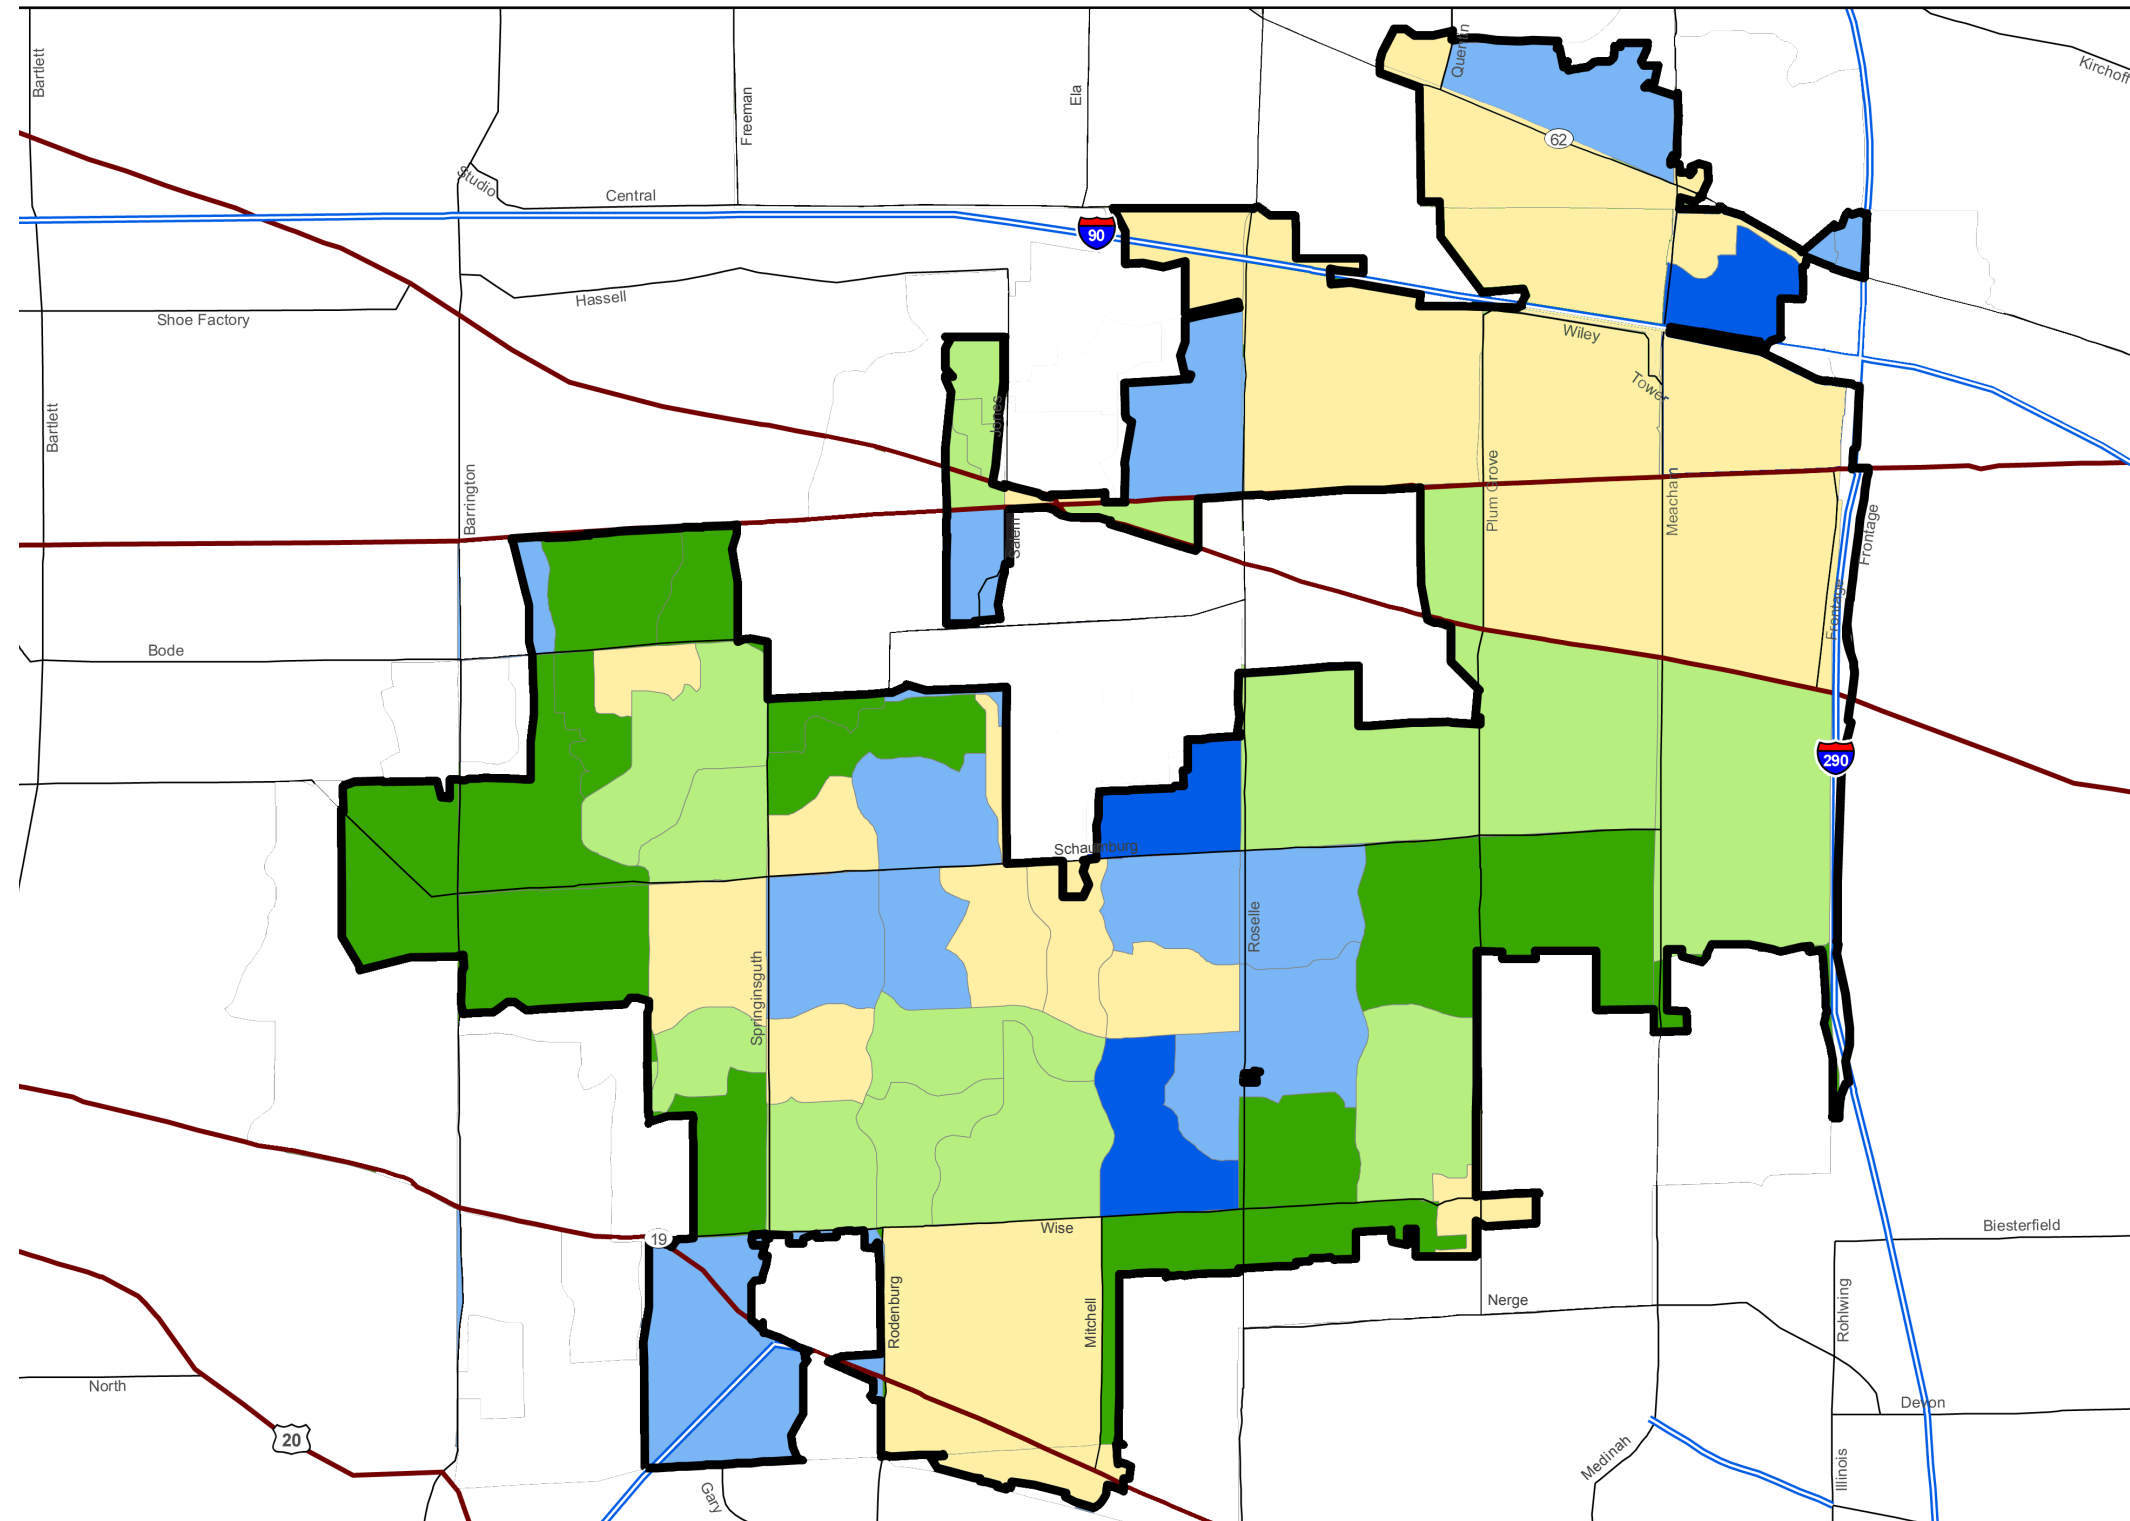 Bartlett
Quentin
Kirchoff
Freeman
Ela
62
Studio
Central
90
Hassell
Shoe Factory
Wiley
Tower
Jones
Bartlett
Barrington
Plum Grove
Meacham
Salem
Frontage
Frontage
Bode
290
Schaumburg
Roselle
Springinsguth
Wise
19
Biesterfield
Rodenburg
Mitchell
Nerge
Rohlwing
North
Devon
20
Medinah
Illinois
Gary